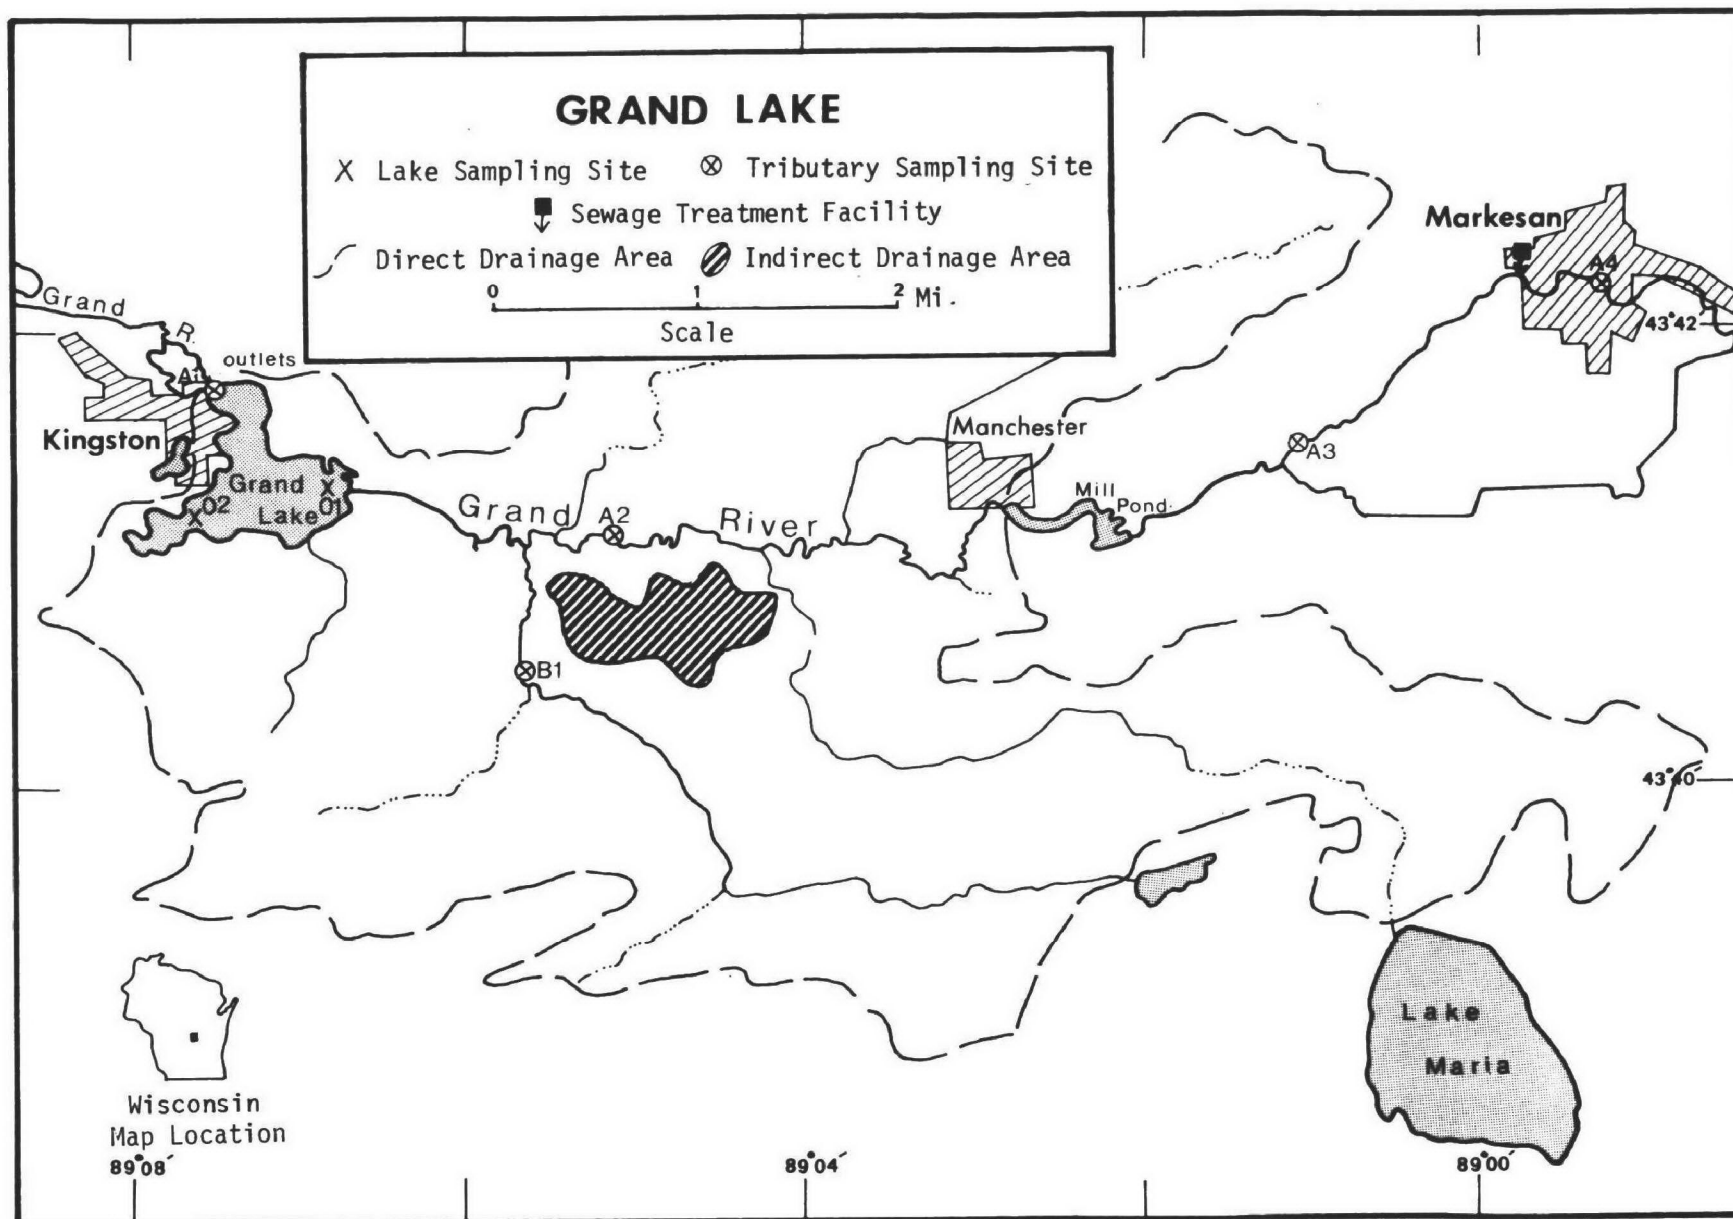 GRAND LAKE
X Lake Sampling Site ⊗ Tributary Sampling Site
Sewage Treatment Facility
Direct Drainage Area Indirect Drainage Area
0 1 2 Mi.
Scale
Markesan
A4
43°42′
Grand
R.
outlets
A1
Kingston
Manchester
A3
Grand
Lake
01
02
Mill
Pond
Grand River
A2
B1
43°40′
Lake
Maria
Wisconsin
Map Location
89°08′
89°04′
89°00′